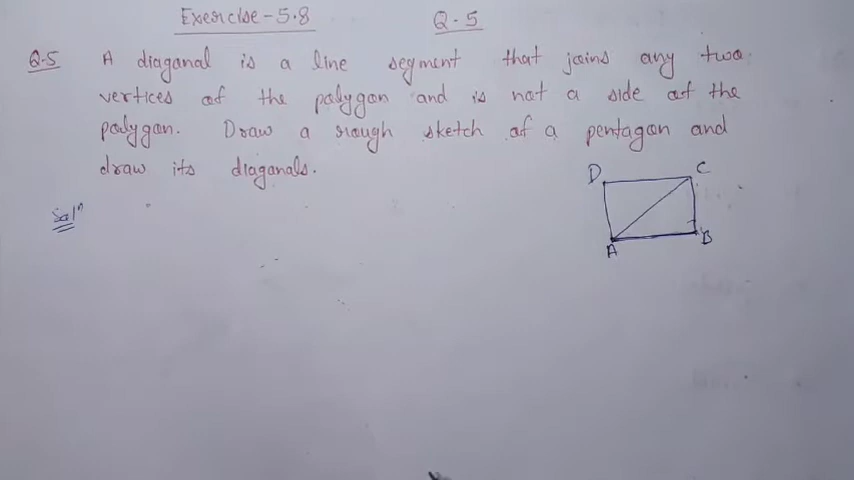 Exercise-5.8 Q.5
Q.5 A diagonal is a line segment that joins any two
vertices of the polygon and is not a side of the
polygon. Draw a rough sketch of a pentagon and
draw its diagonals.
D C
Solⁿ
A B